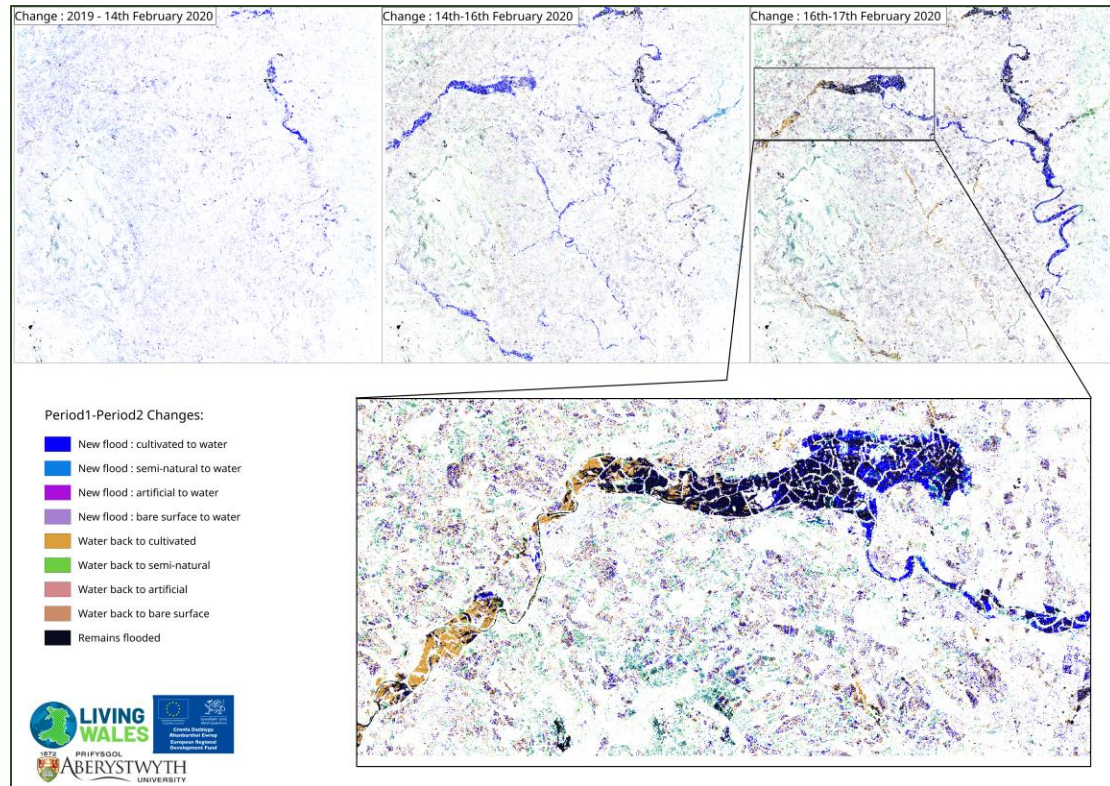 Change : 2019 - 14th February 2020
Change : 14th-16th February 2020
Change : 16th-17th February 2020
Period1-Period2 Changes:
New flood : cultivated to water
New flood : semi-natural to water
New flood : artificial to water
New flood : bare surface to water
Water back to cultivated
Water back to semi-natural
Water back to artificial
Water back to bare surface
Remains flooded
LIVING
WALES
Cronfa Datblygu
Rhanbarthol Ewrop
European Regional
Development Fund
1872
PRIFYSGOL
ABERYSTWYTH
UNIVERSITY